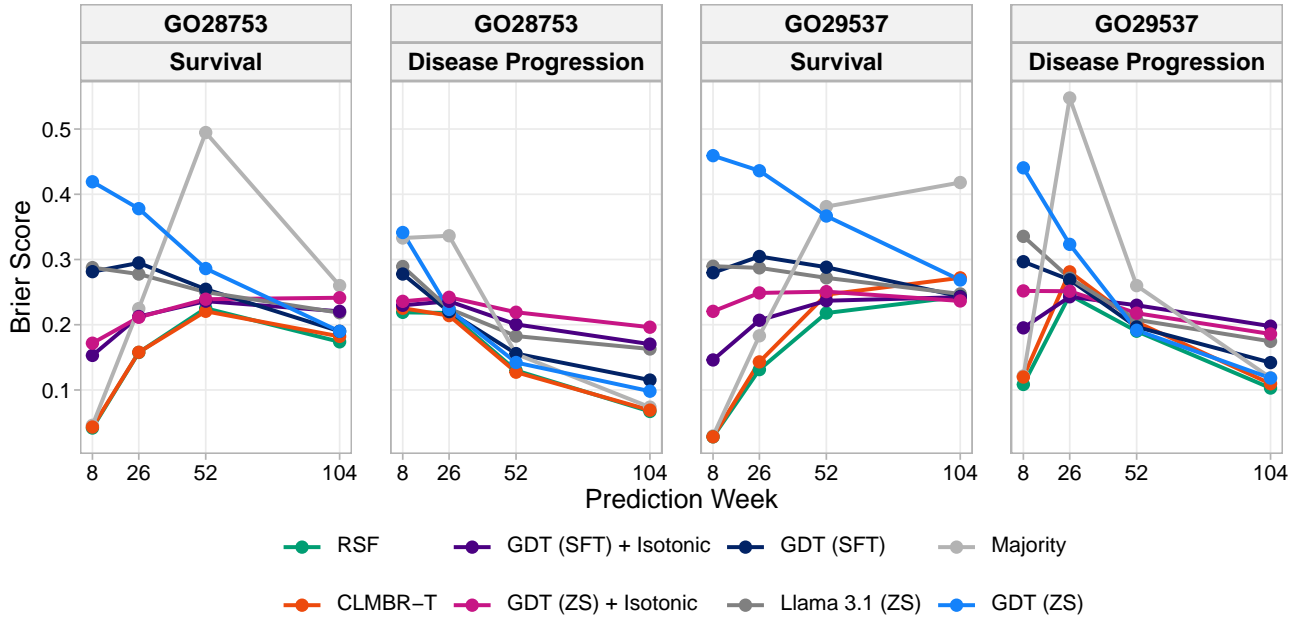 GO28753 GO28753 GO29537 GO29537
Survival Disease Progression Survival Disease Progression
Brier Score
0.5
0.4
0.3
0.2
0.1
8 26 52 104 8 26 52 104 8 26 52 104 8 26 52 104
Prediction Week
RSF GDT (SFT) + Isotonic GDT (SFT) Majority
CLMBR−T GDT (ZS) + Isotonic Llama 3.1 (ZS) GDT (ZS)